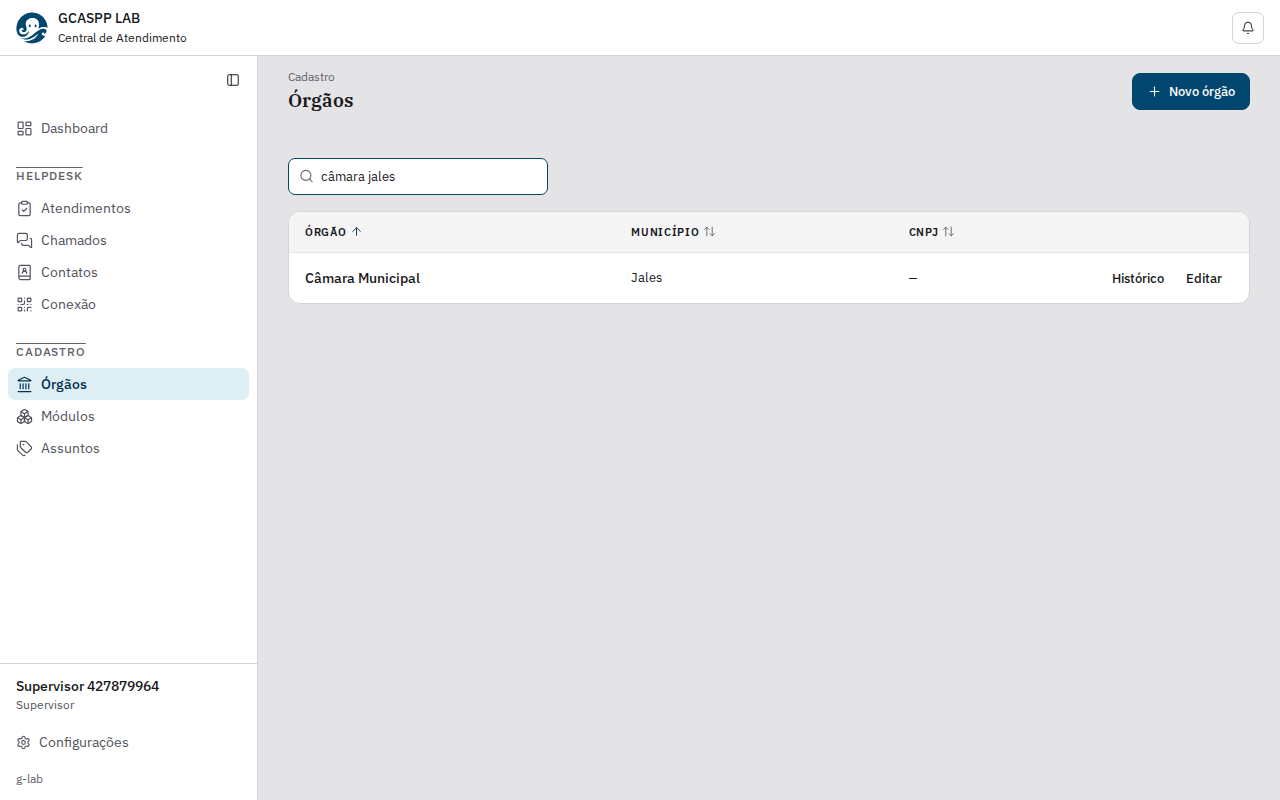 GCASPP LAB
Central de Atendimento
Dashboard
HELPDESK
Atendimentos
Chamados
Contatos
Conexão
CADASTRO
Órgãos
Módulos
Assuntos
Supervisor 427879964
Supervisor
Configurações
g-lab
Cadastro
Órgãos
Novo órgão
câmara jales
ÓRGÃO MUNICÍPIO CNPJ
Câmara Municipal Jales — Histórico Editar